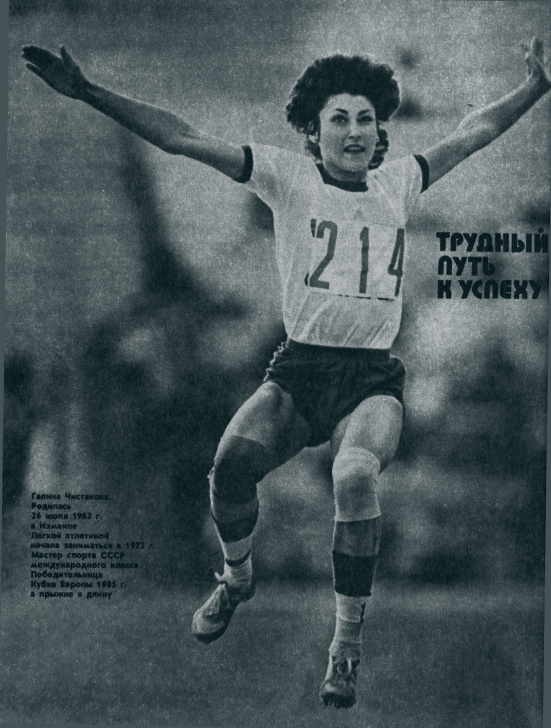 214
ТРУДНЫЙ
ПУТЬ
К УСПЕХУ
Галина Чистякова.
Родилась
26 июля 1962 г.
в Измаиле
Легкой атлетикой
начала заниматься в 1973 г.
Мастер спорта СССР
международного класса
Победительница
Кубка Европы 1985 г.
в прыжке в длину